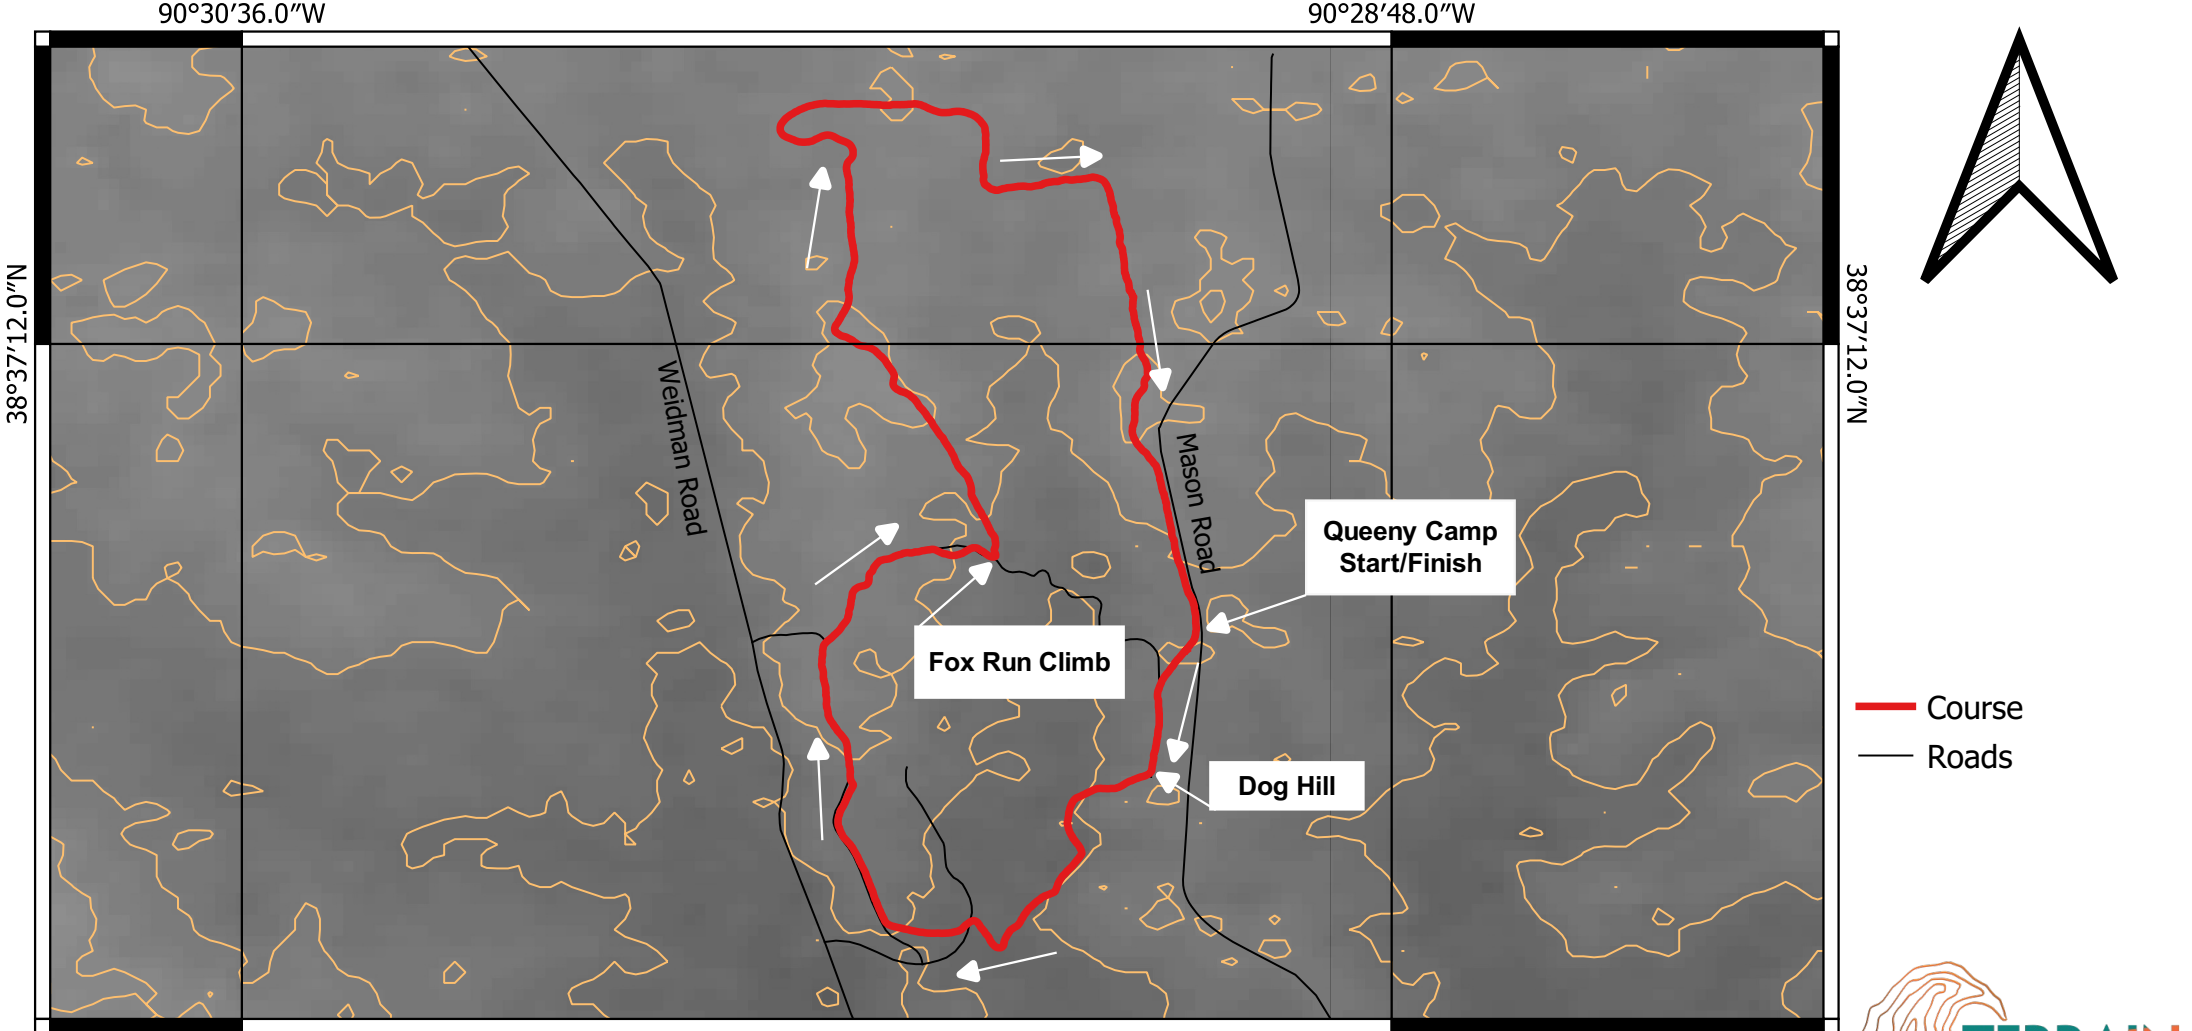 90°30′36.0″W
90°28′48.0″W
38°37′12.0″N
38°37′12.0″N
Weidman Road
Mason Road
Queeny Camp
Start/Finish
Fox Run Climb
Dog Hill
Course
Roads